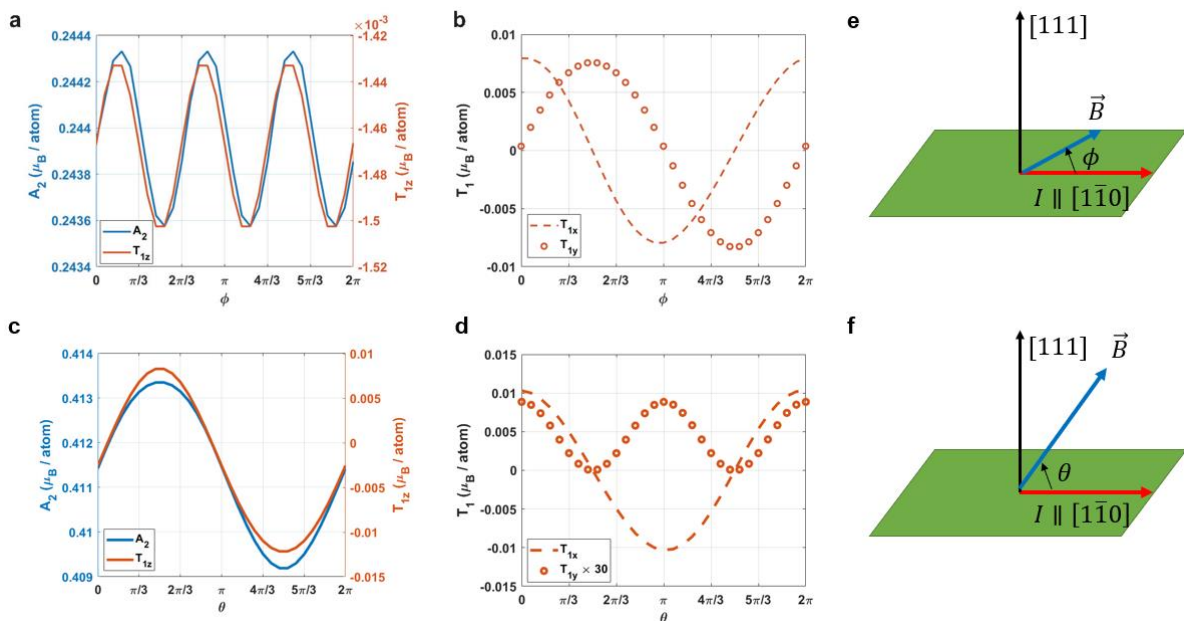 a
×10⁻³
0.2444
0.2442
0.244
0.2438
0.2436
0.2434
A₂ (μ_B / atom)
-1.42
-1.44
-1.46
-1.48
-1.5
-1.52
T₁z (μ_B / atom)
A₂
T₁z
0 π/3 2π/3 π 4π/3 5π/3 2π
ϕ
b
0.01
0.005
0
-0.005
-0.01
T₁ (μ_B / atom)
T₁x
T₁y
0 π/3 2π/3 π 4π/3 5π/3 2π
ϕ
e
[111]
B⃗
ϕ
I ∥ [11̄0]
c
0.414
0.413
0.412
0.411
0.41
0.409
A₂ (μ_B / atom)
0.01
0.005
0
-0.005
-0.01
-0.015
T₁z (μ_B / atom)
A₂
T₁z
0 π/3 2π/3 π 4π/3 5π/3 2π
θ
d
0.015
0.01
0.005
0
-0.005
-0.01
-0.015
T₁ (μ_B / atom)
T₁x
T₁y × 30
0 π/3 2π/3 π 4π/3 5π/3 2π
θ
f
[111]
B⃗
θ
I ∥ [11̄0]